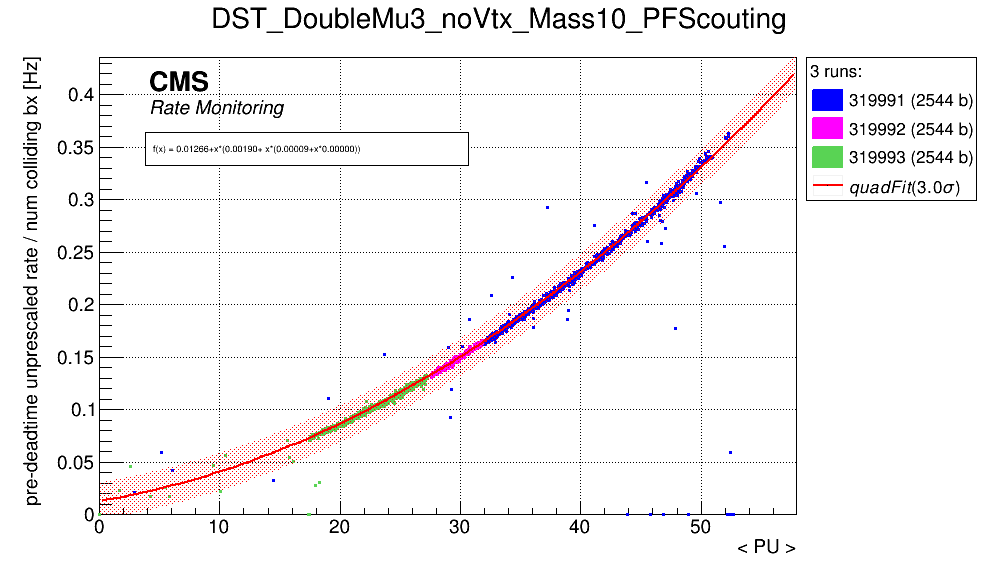 DST_DoubleMu3_noVtx_Mass10_PFScouting
pre-deadtime unprescaled rate / num colliding bx [Hz]
CMS
Rate Monitoring
f(x) = 0.01266+x*(0.00190+ x*(0.00009+x*0.00000))
0.4
0.35
0.3
0.25
0.2
0.15
0.1
0.05
0
0 10 20 30 40 50
< PU >
3 runs:
319991 (2544 b)
319992 (2544 b)
319993 (2544 b)
quadFit(3.0σ)